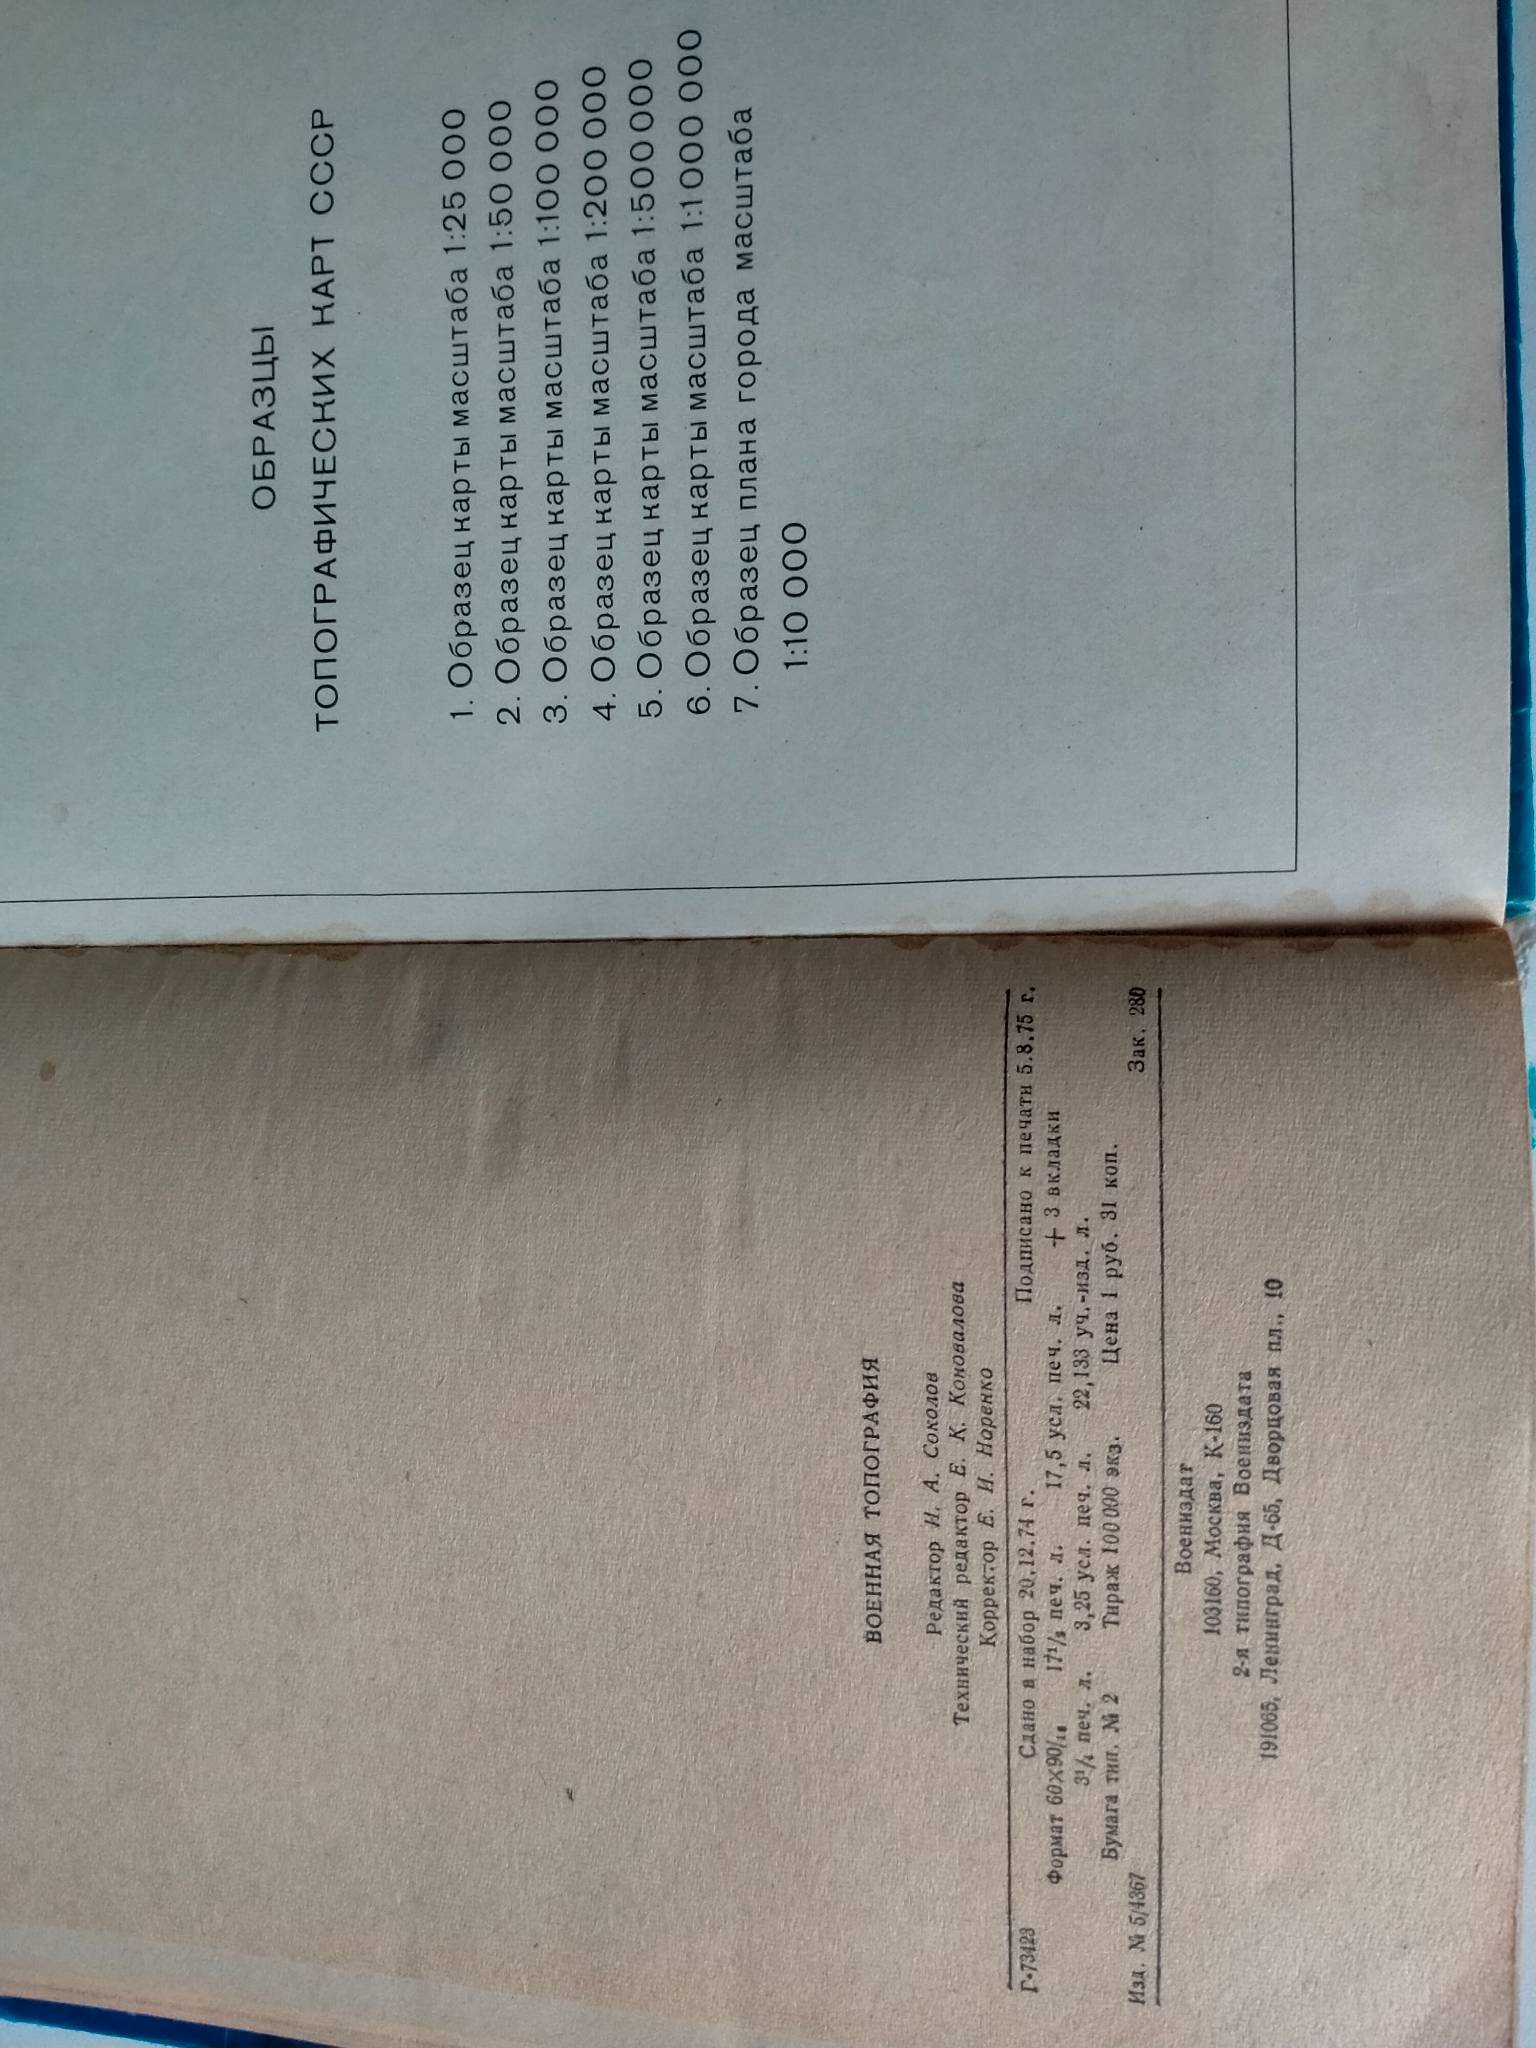 ВОЕННАЯ ТОПОГРАФИЯ
Редактор И. А. Соколов
Технический редактор Е. К. Коновалова
Корректор Е. И. Норенко
Г-73423 Сдано в набор 20.12.74 г. Подписано к печати 5.8.75 г.
Формат 60×90/16 17¹/₂ печ. л. 17,5 усл. печ. л. + 3 вкладки
3¹/₄ печ. л. 3,25 усл. печ. л. 22,133 уч.-изд. л.
Бумага тип. № 2 Тираж 100 000 экз. Цена 1 руб. 31 коп.
Изд. № 5/4367 Зак. 280
Воениздат
103160, Москва, К-160
2-я типография Воениздата
191065, Ленинград, Д-65, Дворцовая пл., 10
ОБРАЗЦЫ
ТОПОГРАФИЧЕСКИХ КАРТ СССР
1. Образец карты масштаба 1:25 000
2. Образец карты масштаба 1:50 000
3. Образец карты масштаба 1:100 000
4. Образец карты масштаба 1:200 000
5. Образец карты масштаба 1:500 000
6. Образец карты масштаба 1:1 000 000
7. Образец плана города масштаба
1:10 000